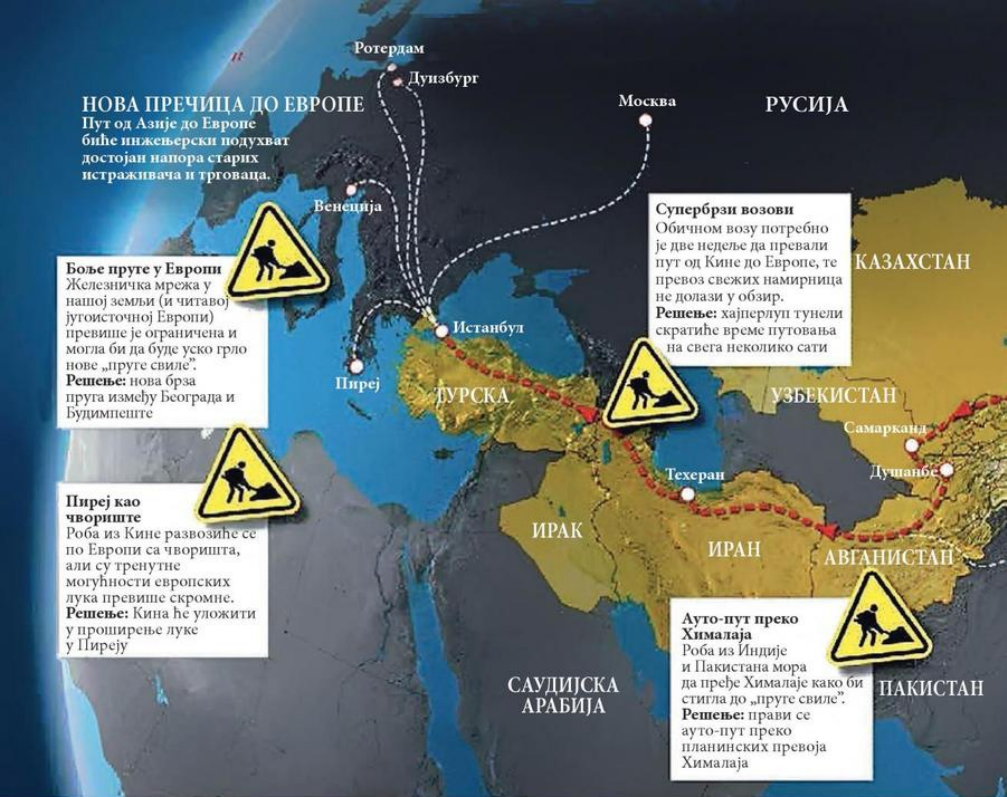 Ротердам
Дуизбург
НОВА ПРЕЧИЦА ДО ЕВРОПЕ
Пут од Азије до Европе
биће инжењерски подухват
достојан напора старих
истраживача и трговаца.
Москва
РУСИЈА
Венеција
Супербрзи возови
Обичном возу потребно
је две недеље да превали
пут од Кине до Европе, те
превоз свежих намирница
не долази у обзир.
Решење: хајперлуп тунели
скратиће време путовања
на свега неколико сати
КАЗАХСТАН
Боље пруге у Европи
Железничка мрежа у
нашој земљи (и читавој
југоисточној Европи)
превише је ограничена и
могла би да буде уско грло
нове „пруге свиле”.
Решење: нова брза
пруга између Београда и
Будимпеште
Истанбул
Пиреј
ТУРСКА
УЗБЕКИСТАН
Самарканд
Душанбе
Техеран
Пиреј као
чвориште
Роба из Кине развозиће се
по Европи са чворишта,
али су тренутне
могућности европских
лука превише скромне.
Решење: Кина ће уложити
у проширење луке
у Пиреју
ИРАК
ИРАН
АВГАНИСТАН
Ауто-пут преко
Хималаја
Роба из Индије
и Пакистана мора
да пређе Хималаје како би
стигла до „пруге свиле”.
Решење: прави се
ауто-пут преко
планинских превоја
Хималаја
САУДИЈСКА
АРАБИЈА
ПАКИСТАН